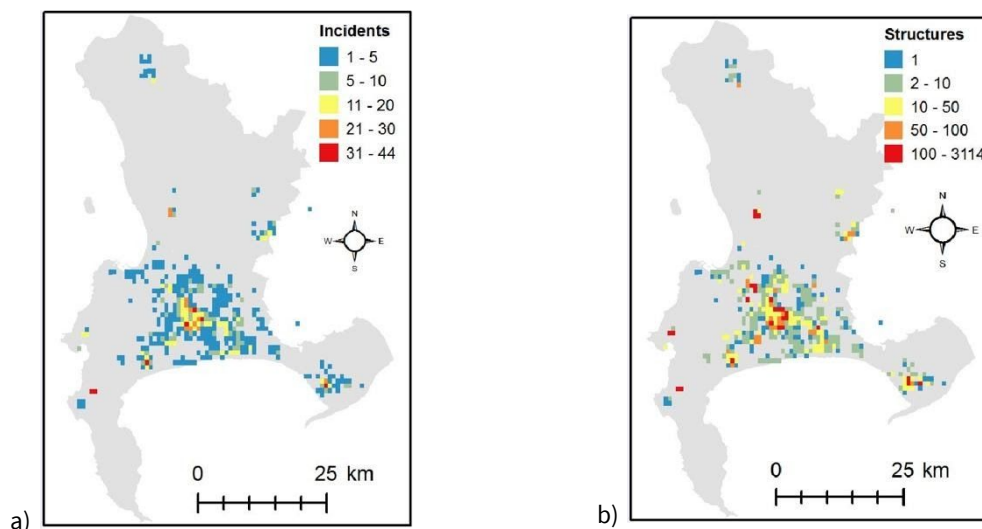 Incidents
1 - 5
5 - 10
11 - 20
21 - 30
31 - 44
N
W E
S
0 25 km
a)
Structures
1
2 - 10
10 - 50
50 - 100
100 - 3114
N
W E
S
0 25 km
b)